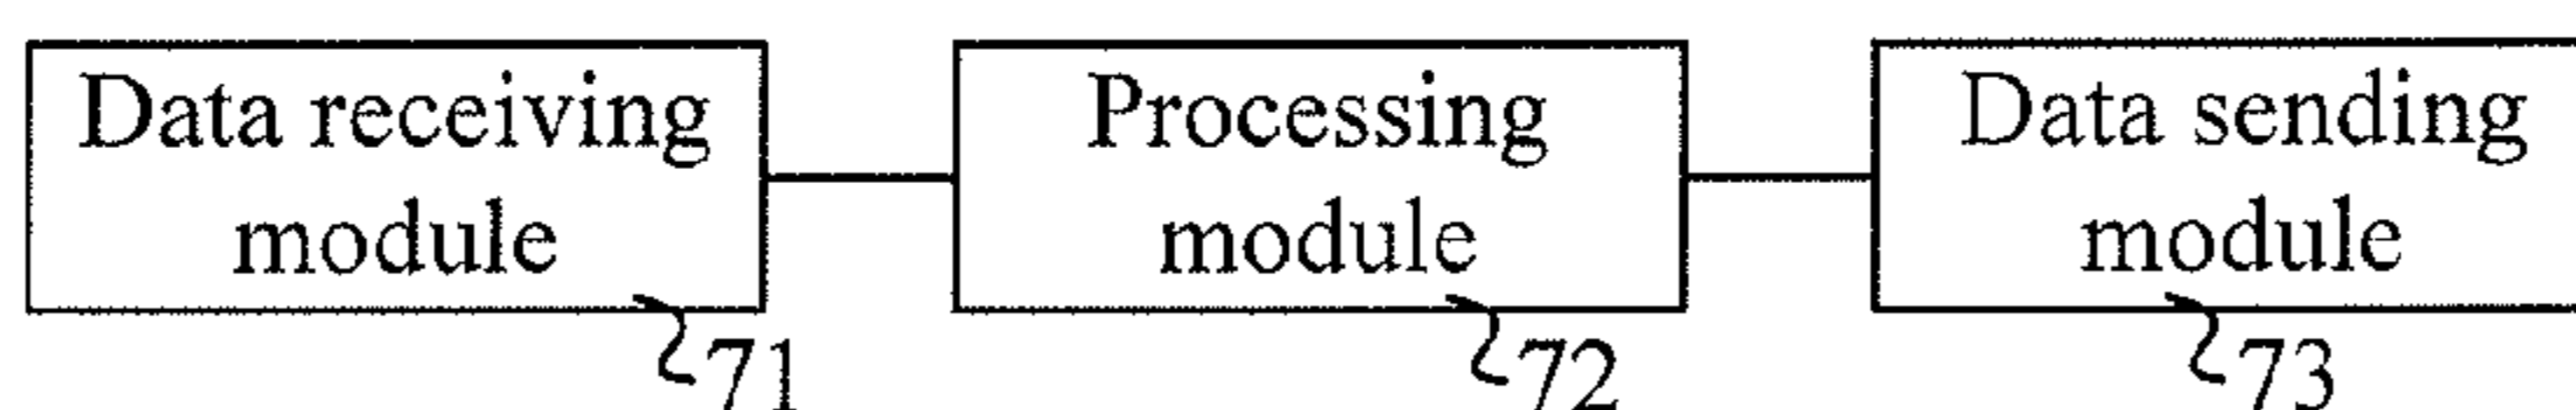 Data receiving
module
71
Processing
module
72
Data sending
module
73